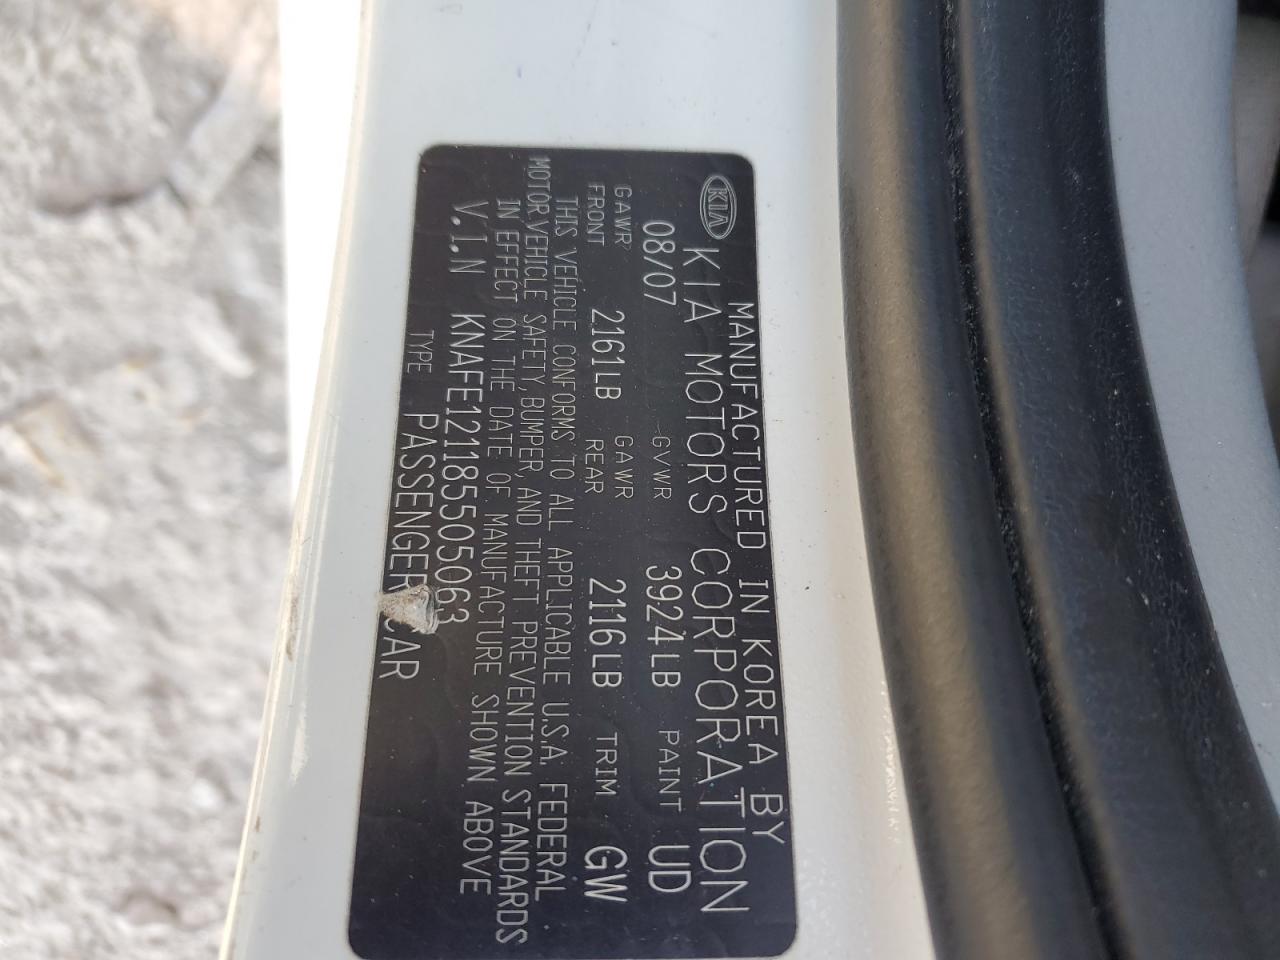 MANUFACTURED IN KOREA BY
KIA KIA MOTORS CORPORATION
08/07 GVWR 3924LB PAINT UD
GAWR FRONT 2161LB GAWR REAR 2116LB TRIM GW
THIS VEHICLE CONFORMS TO ALL APPLICABLE U.S.A. FEDERAL
MOTOR VEHICLE SAFETY, BUMPER, AND THEFT PREVENTION STANDARDS
IN EFFECT ON THE DATE OF MANUFACTURE SHOWN ABOVE
V.I.N KNAFE121185505063
TYPE PASSENGER CAR